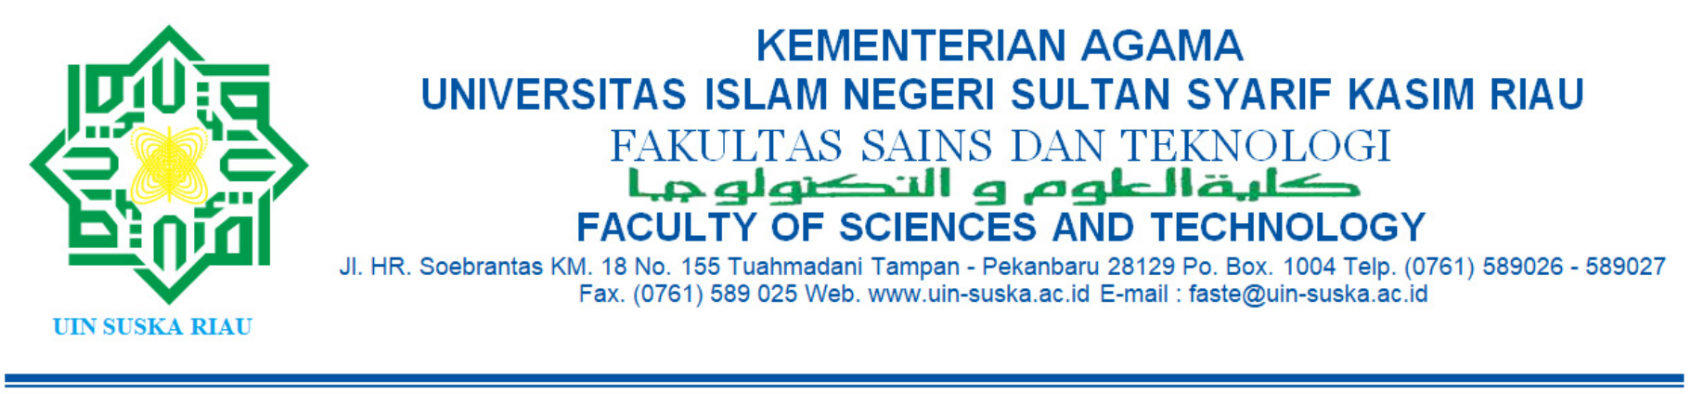 KEMENTERIAN AGAMA
UNIVERSITAS ISLAM NEGERI SULTAN SYARIF KASIM RIAU
FAKULTAS SAINS DAN TEKNOLOGI
كلية العلوم و التكنولوجيا
FACULTY OF SCIENCES AND TECHNOLOGY
Jl. HR. Soebrantas KM. 18 No. 155 Tuahmadani Tampan - Pekanbaru 28129 Po. Box. 1004 Telp. (0761) 589026 - 589027
Fax. (0761) 589 025 Web. www.uin-suska.ac.id E-mail : faste@uin-suska.ac.id
UIN SUSKA RIAU